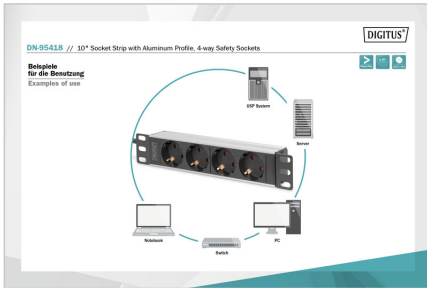 DIGITUS®
DN-95418 // 10" Socket Strip with Aluminum Profile, 4-way Safety Sockets
Beispiele
für die Benutzung
Examples of use
USP System
Server
Notebook
Switch
PC